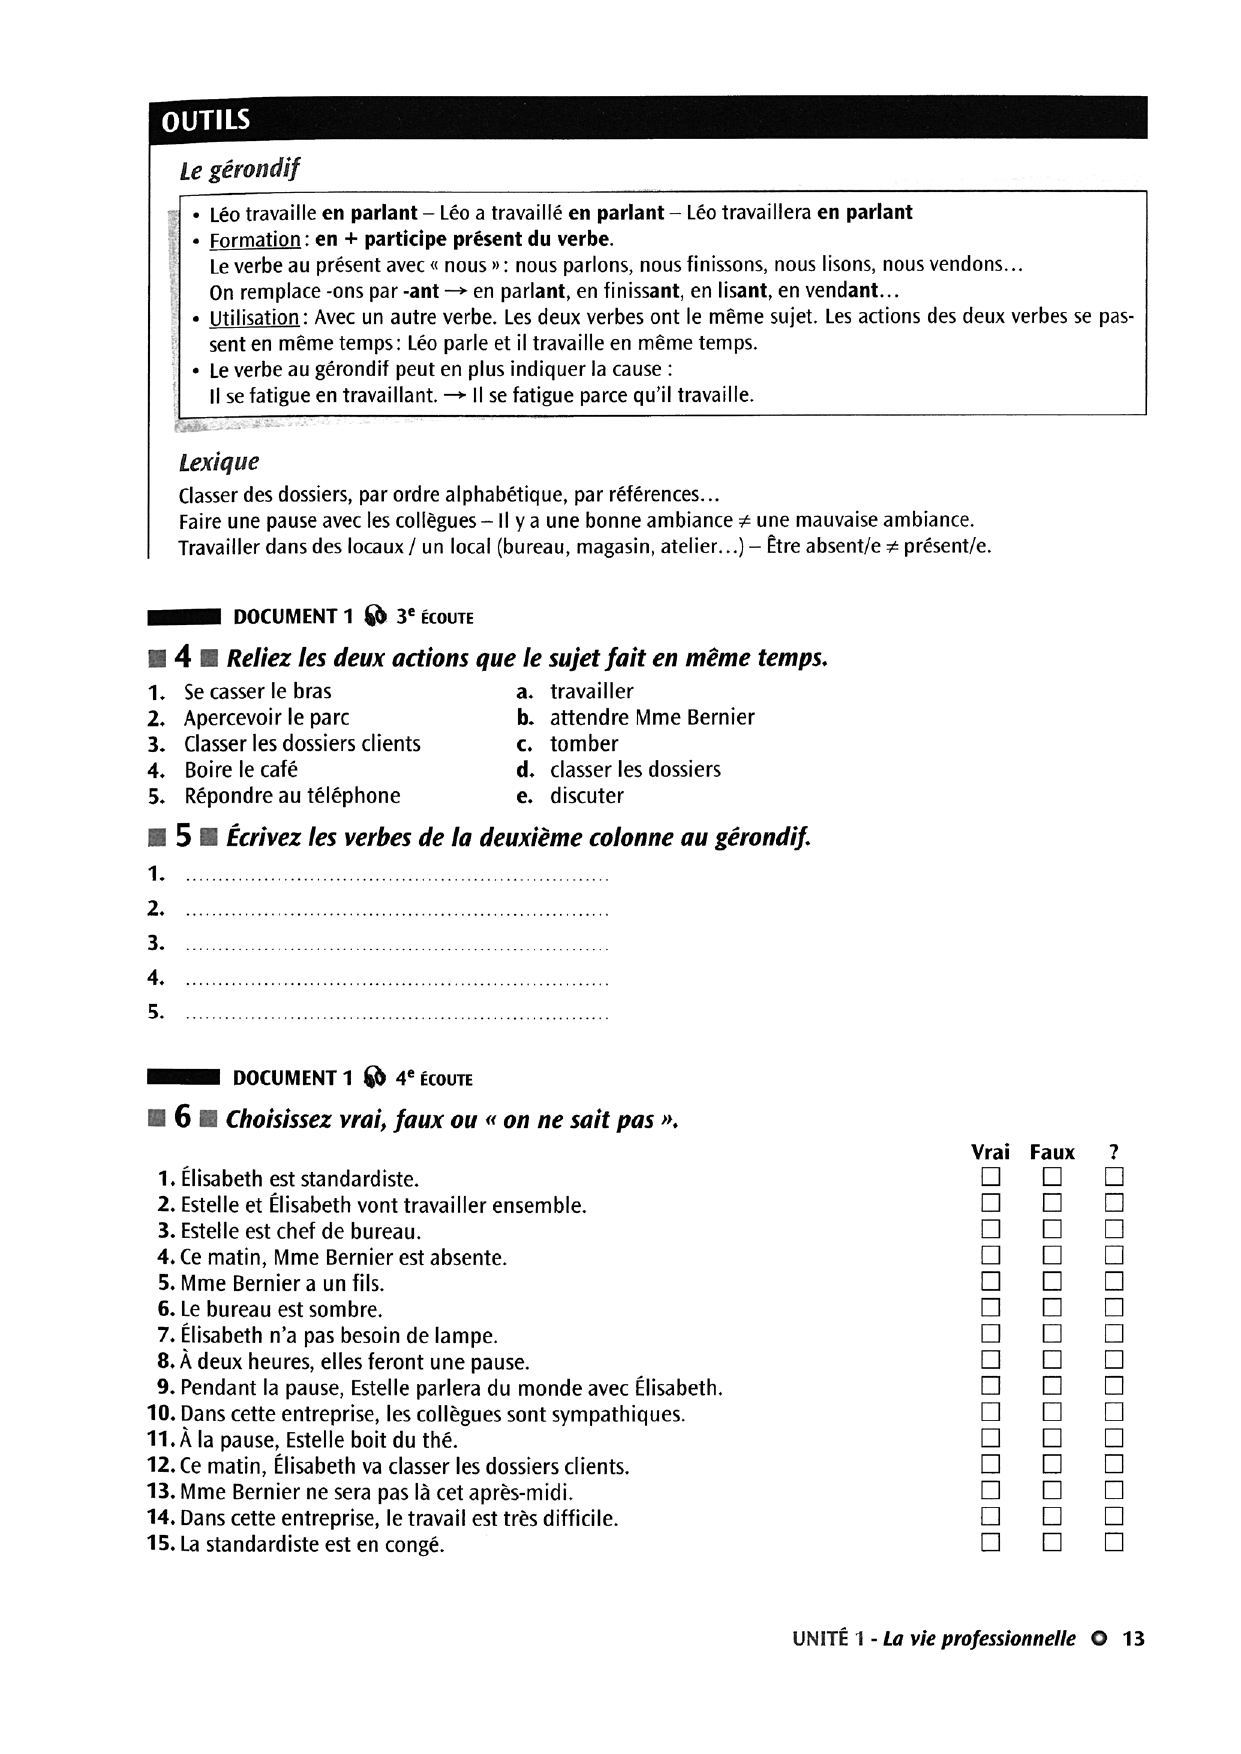 OUTILS
Le gérondif
• Léo travaille en parlant – Léo a travaillé en parlant – Léo travaillera en parlant
• Formation : en + participe présent du verbe.
Le verbe au présent avec « nous » : nous parlons, nous finissons, nous lisons, nous vendons...
On remplace -ons par -ant → en parlant, en finissant, en lisant, en vendant...
• Utilisation : Avec un autre verbe. Les deux verbes ont le même sujet. Les actions des deux verbes se pas-
sent en même temps : Léo parle et il travaille en même temps.
• Le verbe au gérondif peut en plus indiquer la cause :
Il se fatigue en travaillant. → Il se fatigue parce qu'il travaille.
Lexique
Classer des dossiers, par ordre alphabétique, par références...
Faire une pause avec les collègues – Il y a une bonne ambiance ≠ une mauvaise ambiance.
Travailler dans des locaux / un local (bureau, magasin, atelier...) – Être absent/e ≠ présent/e.
DOCUMENT 1 3e ÉCOUTE
4 Reliez les deux actions que le sujet fait en même temps.
1. Se casser le bras a. travailler
2. Apercevoir le parc b. attendre Mme Bernier
3. Classer les dossiers clients c. tomber
4. Boire le café d. classer les dossiers
5. Répondre au téléphone e. discuter
5 Écrivez les verbes de la deuxième colonne au gérondif.
1. ....................................
2. ....................................
3. ....................................
4. ....................................
5. ....................................
DOCUMENT 1 4e ÉCOUTE
6 Choisissez vrai, faux ou « on ne sait pas ».
Vrai Faux ?
1. Élisabeth est standardiste. □ □ □
2. Estelle et Élisabeth vont travailler ensemble. □ □ □
3. Estelle est chef de bureau. □ □ □
4. Ce matin, Mme Bernier est absente. □ □ □
5. Mme Bernier a un fils. □ □ □
6. Le bureau est sombre. □ □ □
7. Élisabeth n'a pas besoin de lampe. □ □ □
8. À deux heures, elles feront une pause. □ □ □
9. Pendant la pause, Estelle parlera du monde avec Élisabeth. □ □ □
10. Dans cette entreprise, les collègues sont sympathiques. □ □ □
11. À la pause, Estelle boit du thé. □ □ □
12. Ce matin, Élisabeth va classer les dossiers clients. □ □ □
13. Mme Bernier ne sera pas là cet après-midi. □ □ □
14. Dans cette entreprise, le travail est très difficile. □ □ □
15. La standardiste est en congé. □ □ □
UNITÉ 1 - La vie professionnelle 13